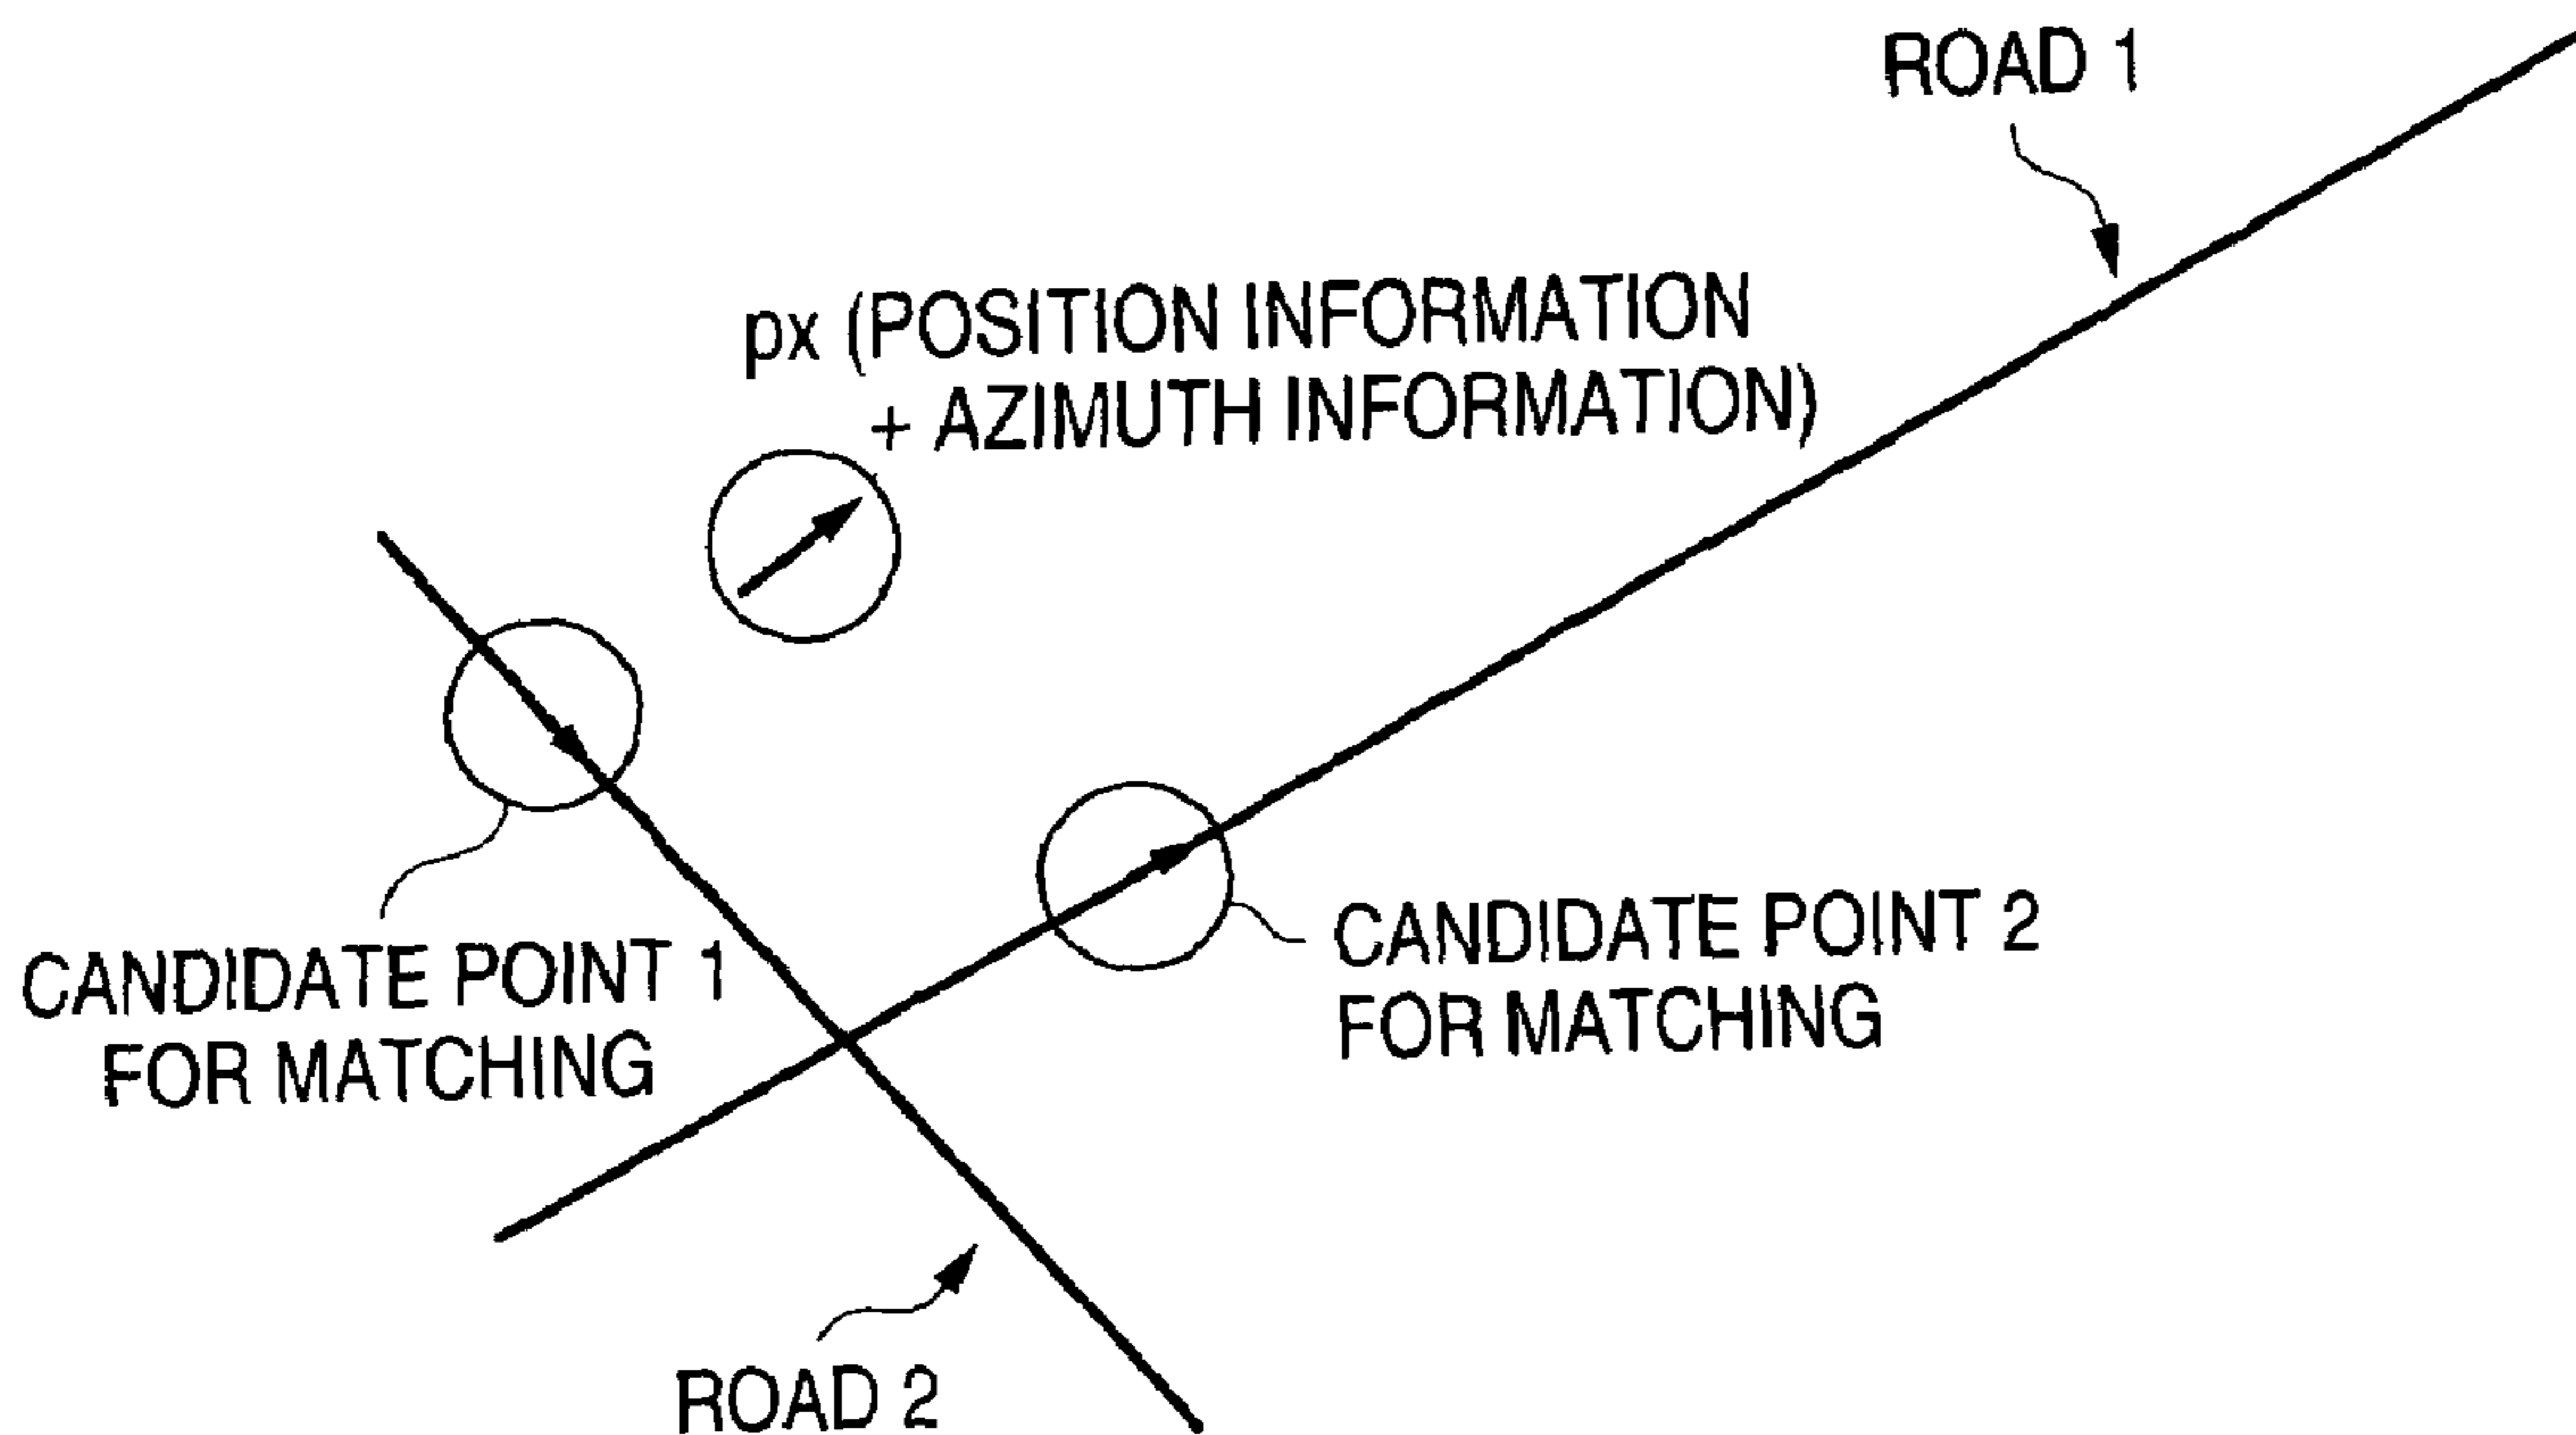 ROAD 1
px (POSITION INFORMATION
+ AZIMUTH INFORMATION)
CANDIDATE POINT 1
FOR MATCHING
CANDIDATE POINT 2
FOR MATCHING
ROAD 2